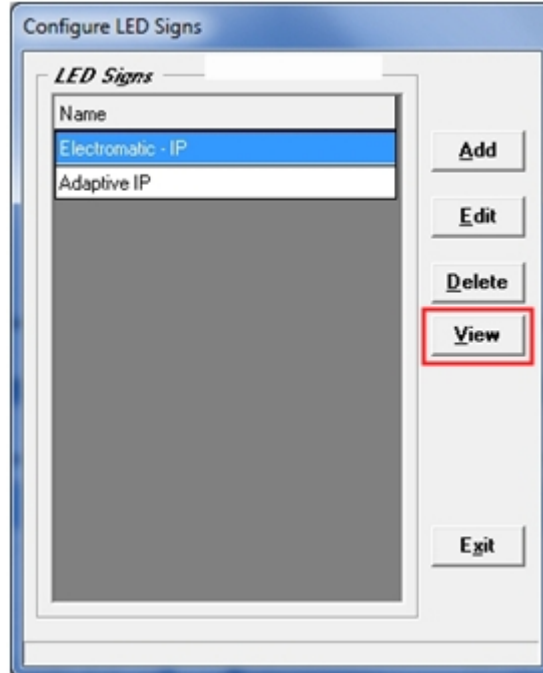 Configure LED Signs
LED Signs
Name
Electromatic - IP
Adaptive IP
Add
Edit
Delete
View
Exit